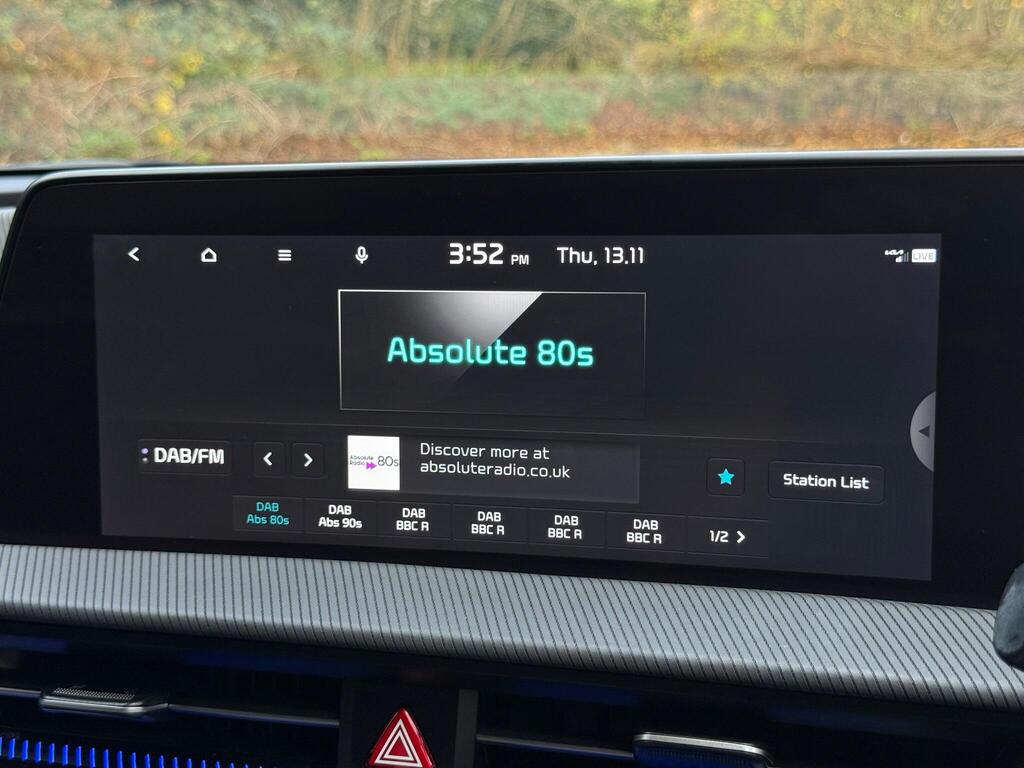 3:52 PM Thu, 13.11
LIVE
Absolute 80s
DAB/FM
Absolute
Radio 80s
Discover more at
absoluteradio.co.uk
Station List
DAB
Abs 80s
DAB
Abs 90s
DAB
BBC R
DAB
BBC R
DAB
BBC R
DAB
BBC R
1/2